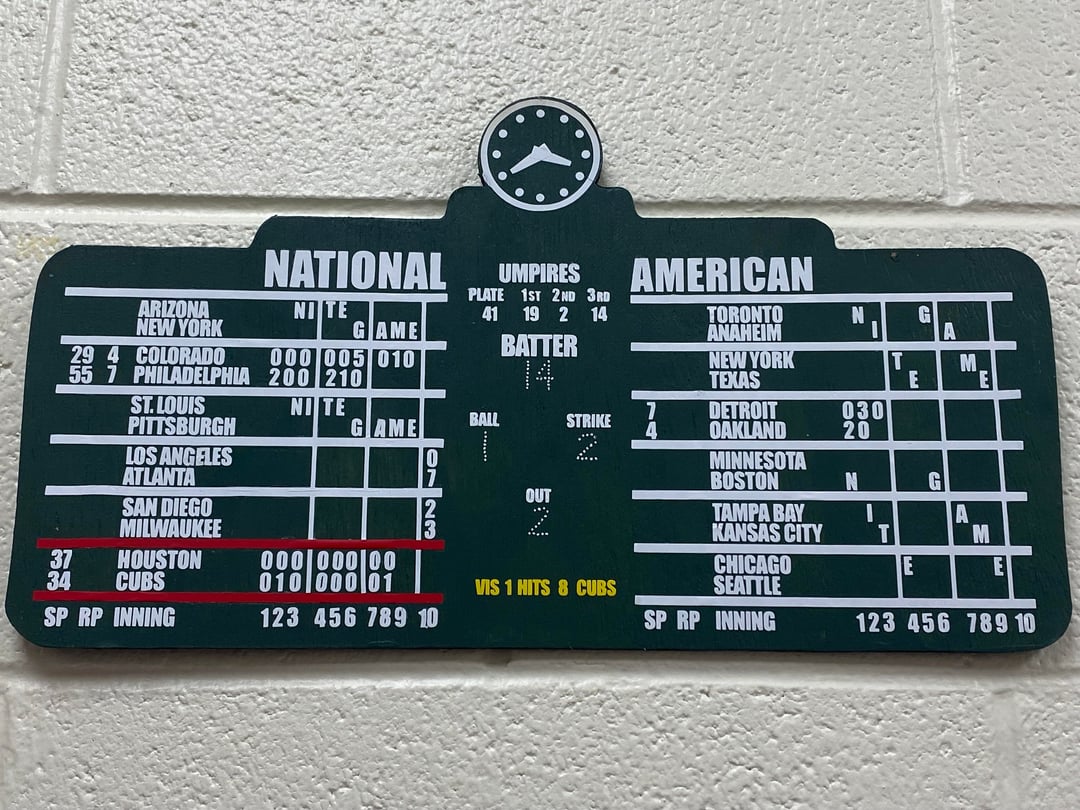 NATIONAL
ARIZONA NI TE
NEW YORK G AME
29 4 COLORADO 000 005 010
55 7 PHILADELPHIA 200 210
ST. LOUIS NI TE
PITTSBURGH G AME
LOS ANGELES 0
ATLANTA 7
SAN DIEGO 2
MILWAUKEE 3
37 HOUSTON 000 000 00
34 CUBS 010 000 01
SP RP INNING 123 456 789 10
UMPIRES
PLATE 1ST 2ND 3RD
41 19 2 14
BATTER
14
BALL STRIKE
1 2
OUT
2
VIS 1 HITS 8 CUBS
AMERICAN
TORONTO N G
ANAHEIM I A
NEW YORK T M
TEXAS E E
7 DETROIT 030
4 OAKLAND 20
MINNESOTA
BOSTON N G
TAMPA BAY I A
KANSAS CITY T M
CHICAGO E E
SEATTLE
SP RP INNING 123 456 789 10